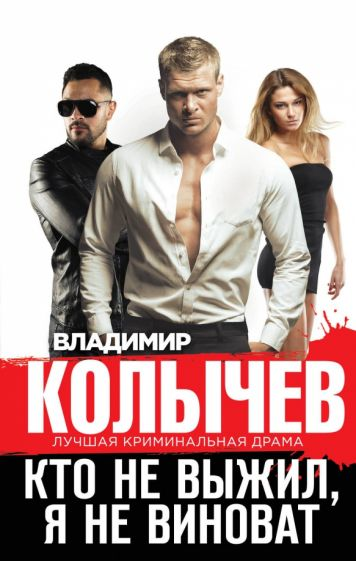 ВЛАДИМИР
КОЛЫЧЕВ
ЛУЧШАЯ КРИМИНАЛЬНАЯ ДРАМА
КТО НЕ ВЫЖИЛ,
Я НЕ ВИНОВАТ